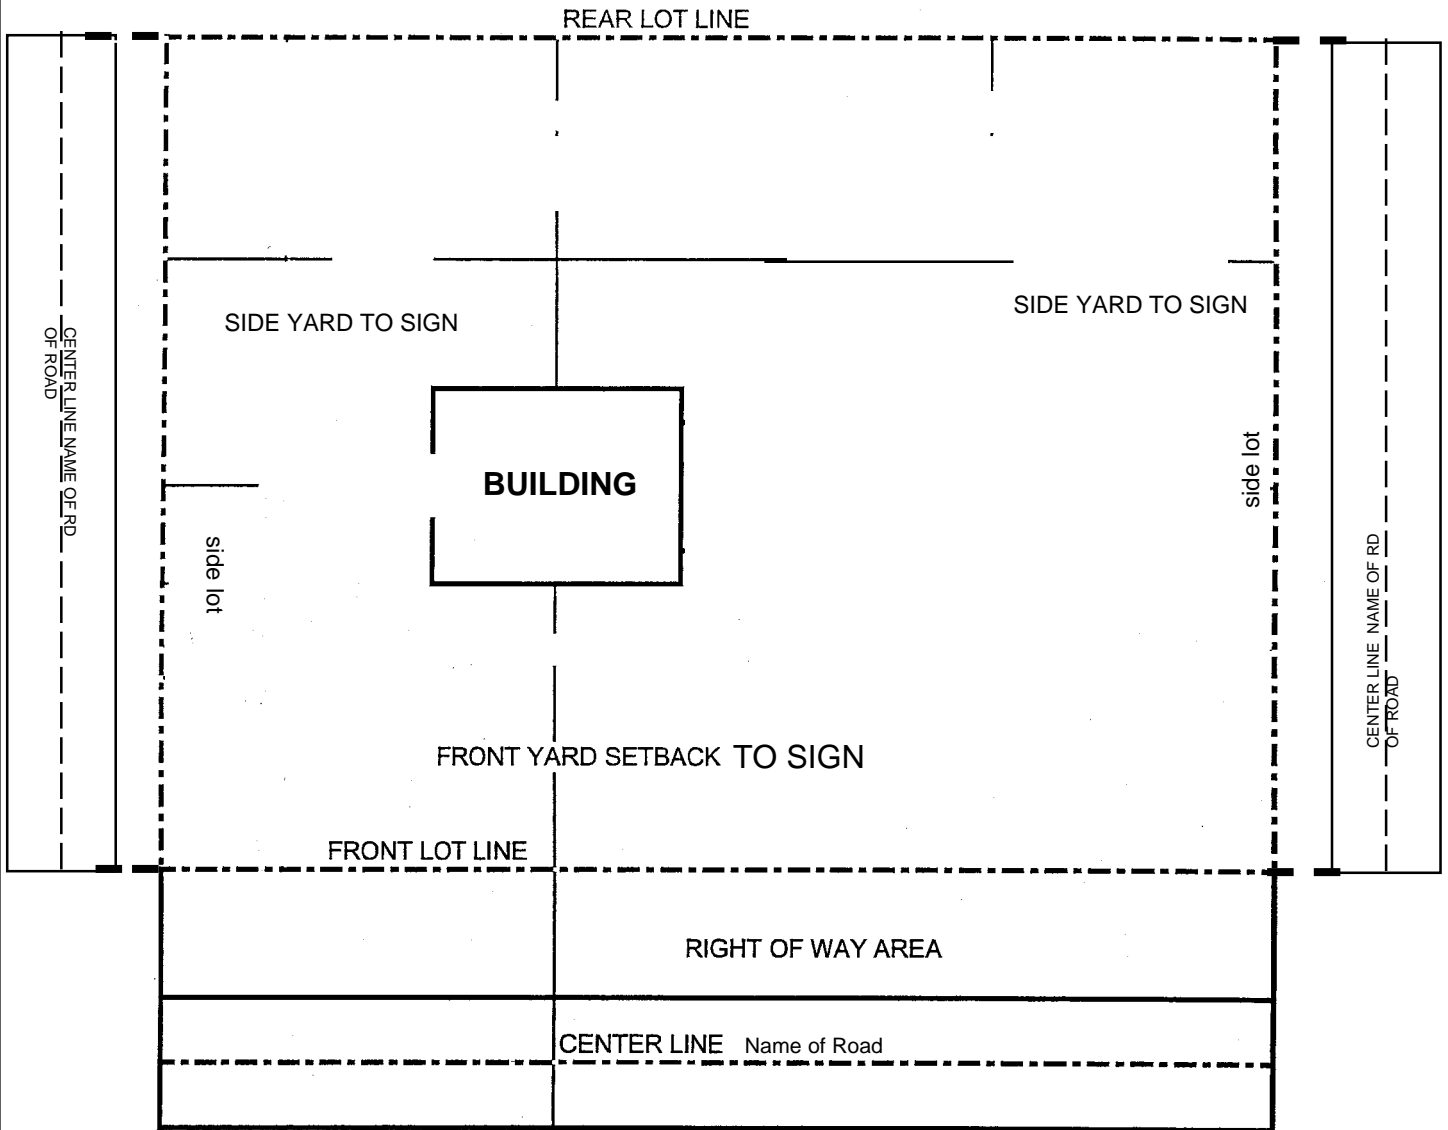 REAR LOT LINE
SIDE YARD TO SIGN
SIDE YARD TO SIGN
CENTER LINE NAME OF RD
OF ROAD
BUILDING
side lot
side lot
CENTER LINE NAME OF RD
OF ROAD
FRONT YARD SETBACK TO SIGN
FRONT LOT LINE
RIGHT OF WAY AREA
CENTER LINE Name of Road